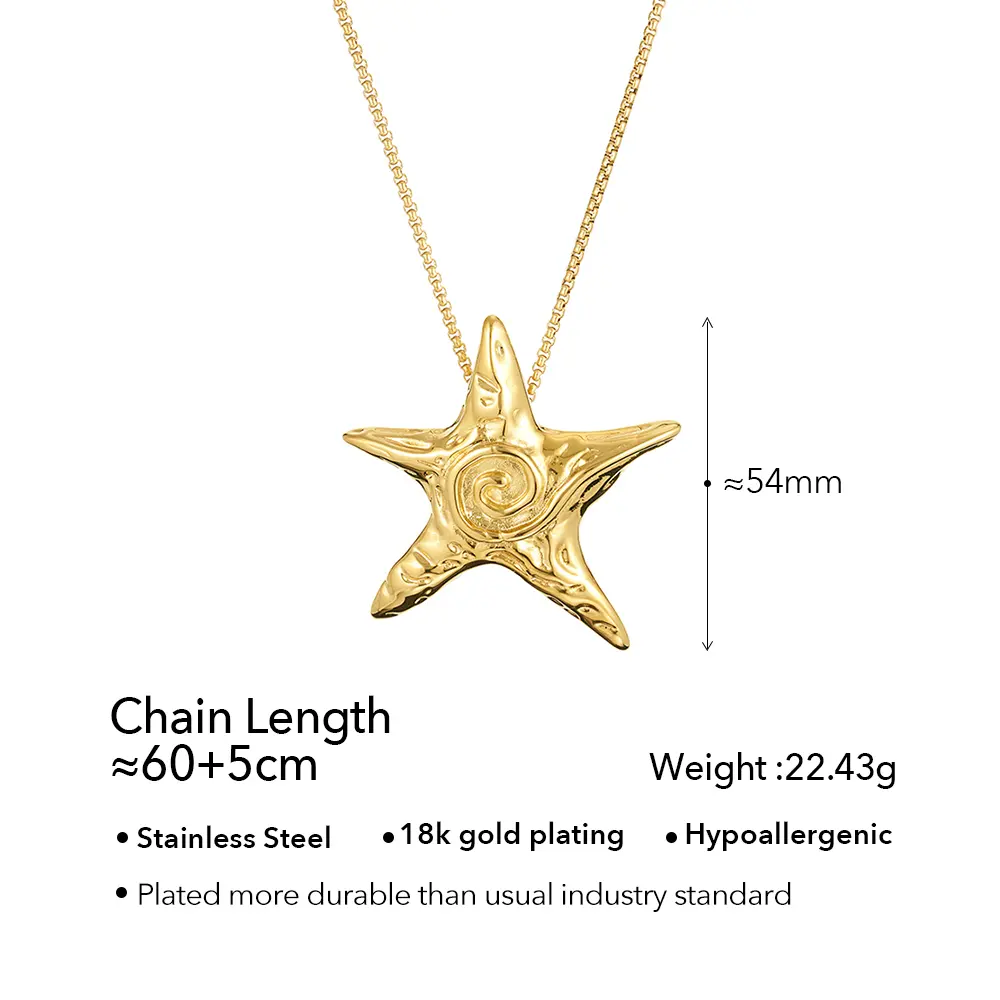 ≈54mm
Chain Length
≈60+5cm
Weight :22.43g
• Stainless Steel
• 18k gold plating
• Hypoallergenic
• Plated more durable than usual industry standard